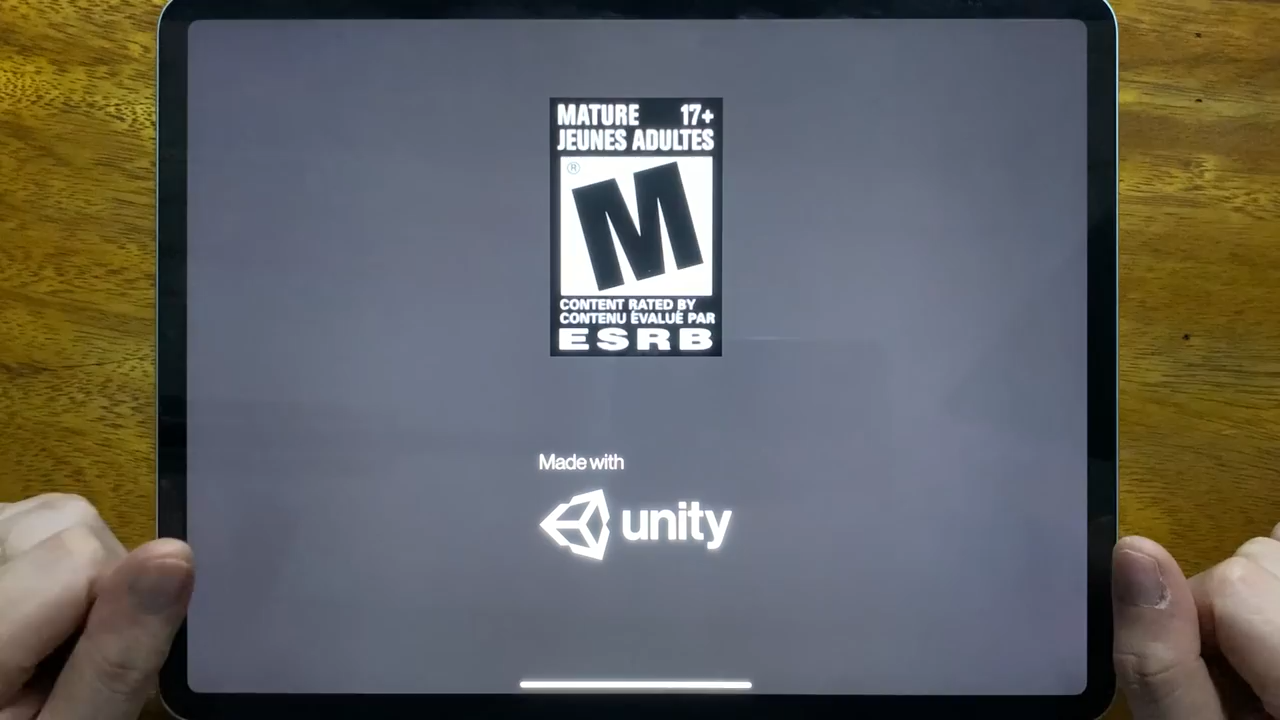 MATURE 17+
JEUNES ADULTES
®
M
CONTENT RATED BY
CONTENU ÉVALUÉ PAR
ESRB
Made with
unity